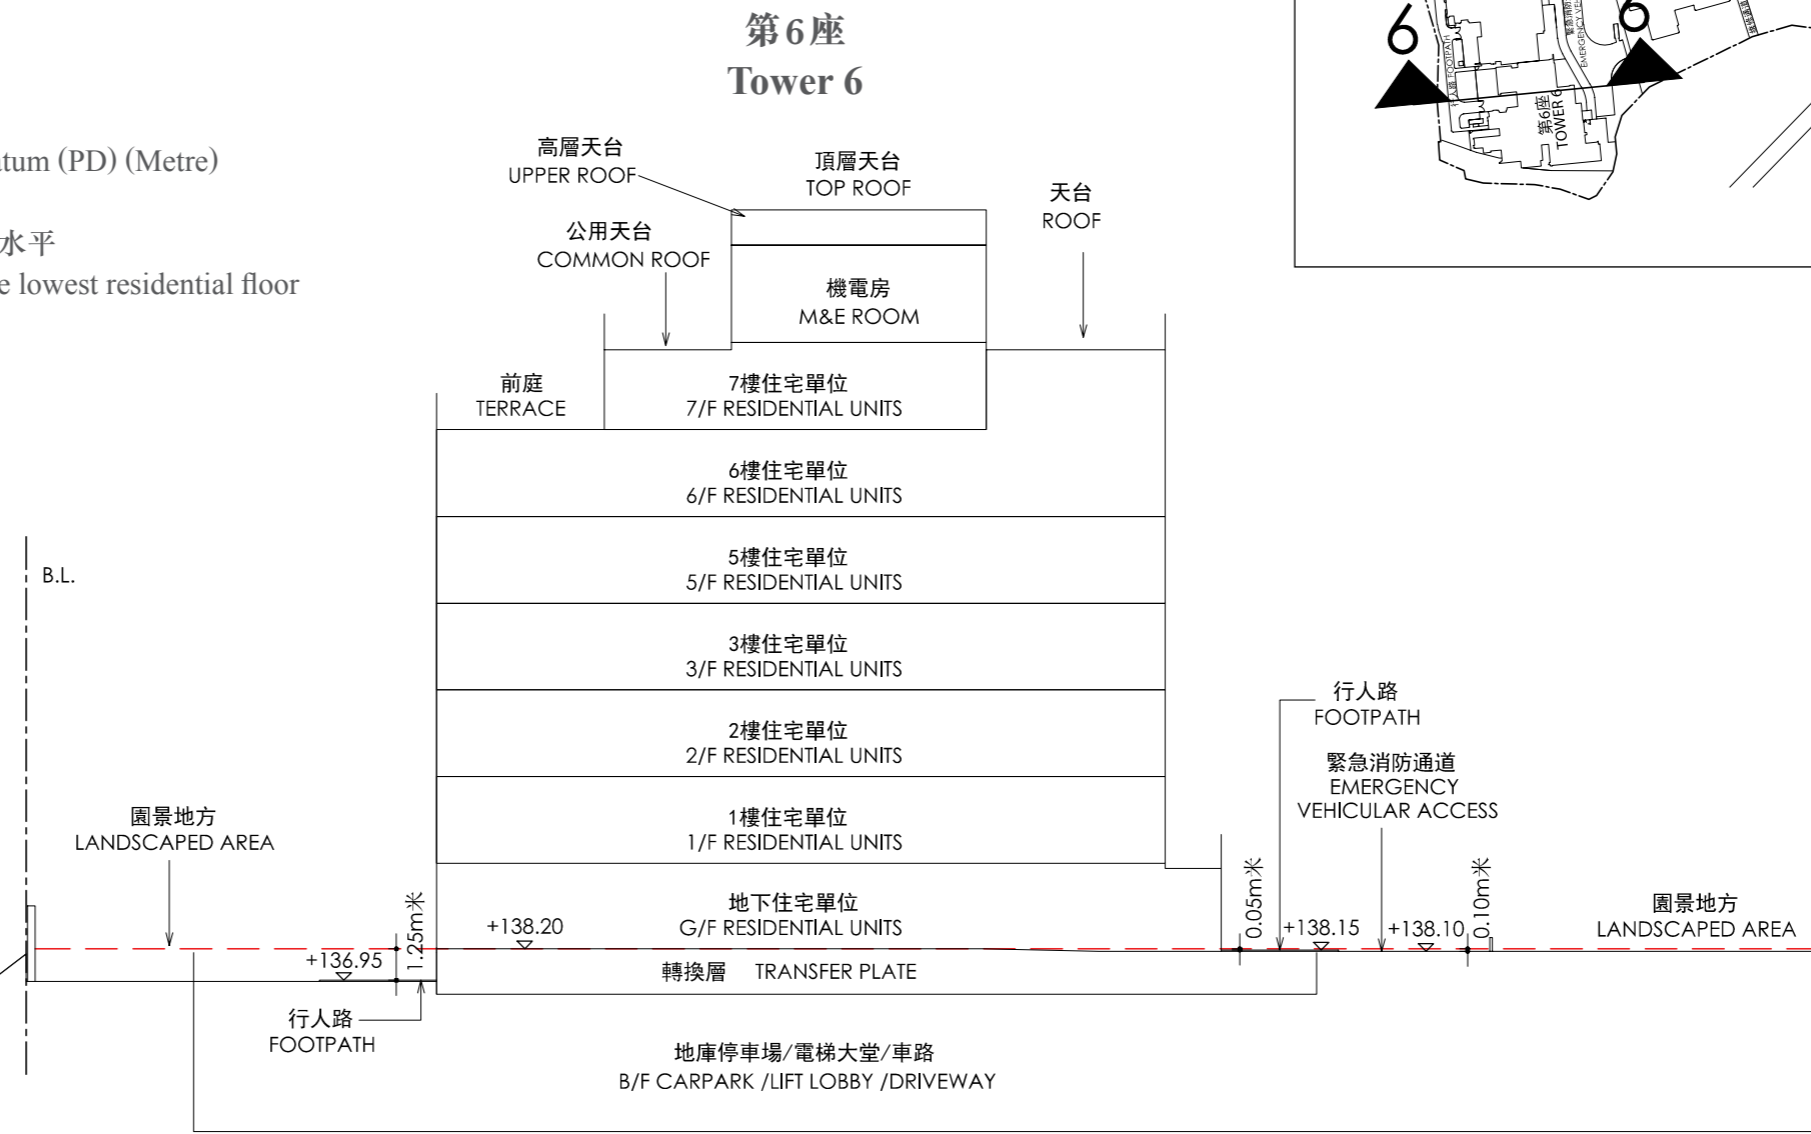 第6座
Tower 6
atum (PD) (Metre)
水平
e lowest residential floor
6
6
行人路 FOOTPATH
第6座
TOWER 6
高層天台
UPPER ROOF
頂層天台
TOP ROOF
天台
ROOF
公用天台
COMMON ROOF
機電房
M&E ROOM
前庭
TERRACE
7樓住宅單位
7/F RESIDENTIAL UNITS
6樓住宅單位
6/F RESIDENTIAL UNITS
5樓住宅單位
5/F RESIDENTIAL UNITS
3樓住宅單位
3/F RESIDENTIAL UNITS
2樓住宅單位
2/F RESIDENTIAL UNITS
1樓住宅單位
1/F RESIDENTIAL UNITS
地下住宅單位
G/F RESIDENTIAL UNITS
轉換層 TRANSFER PLATE
B.L.
園景地方
LANDSCAPED AREA
+136.95
1.25m米
+138.20
行人路
FOOTPATH
行人路
FOOTPATH
緊急消防通道
EMERGENCY
VEHICULAR ACCESS
0.05m米
+138.15
+138.10
0.10m米
園景地方
LANDSCAPED AREA
地庫停車場/電梯大堂/車路
B/F CARPARK /LIFT LOBBY /DRIVEWAY